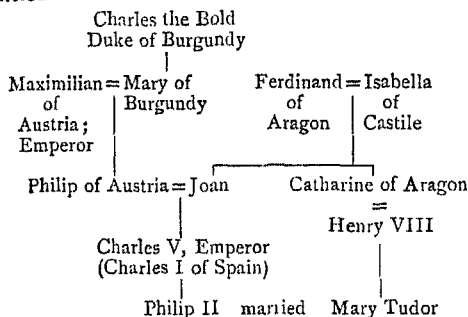 Charles the Bold
Duke of Burgundy
Maximilian = Mary of Ferdinand = Isabella
of Burgundy of of
Austria; Aragon Castile
Emperor
Philip of Austria = Joan Catharine of Aragon
=
Henry VIII
Charles V, Emperor
(Charles I of Spain)
Philip II married Mary Tudor